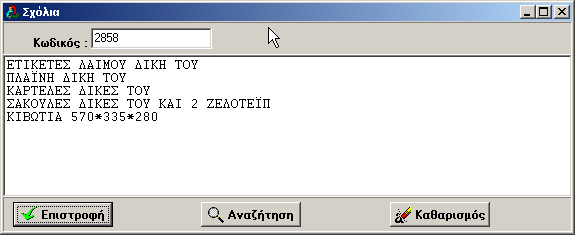 Σχόλια
Κωδικός : 2858
ΕΤΙΚΕΤΕΣ ΛΑΙΜΟΥ ΔΙΚΗ ΤΟΥ
ΠΛΑΪΝΗ ΔΙΚΗ ΤΟΥ
ΚΑΡΤΕΛΕΣ ΔΙΚΕΣ ΤΟΥ
ΣΑΚΟΥΛΕΣ ΔΙΚΕΣ ΤΟΥ ΚΑΙ 2 ΖΕΛΟΤΕΪΠ
ΚΙΒΩΤΙΑ 570*335*280
Επιστροφή Αναζήτηση Καθαρισμός